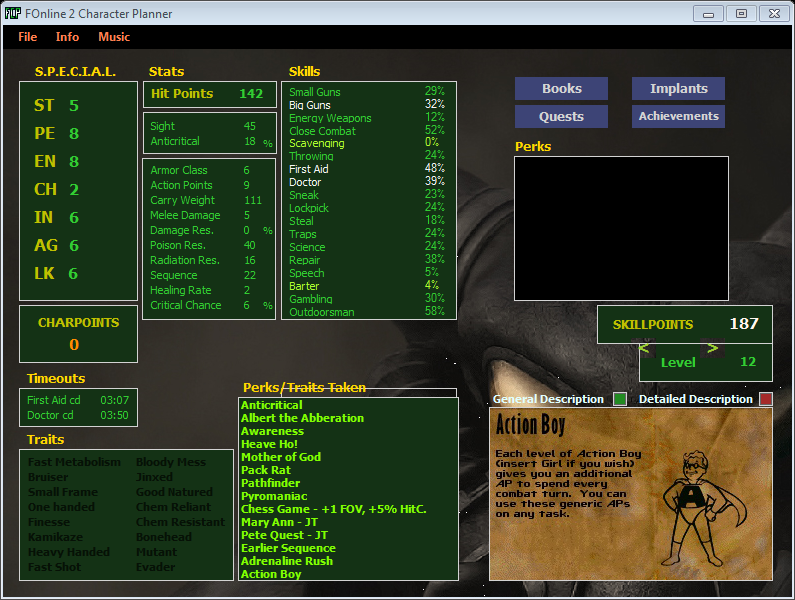 FOnline 2 Character Planner
File Info Music
S.P.E.C.I.A.L.
ST 5
PE 8
EN 8
CH 2
IN 6
AG 6
LK 6
CHARPOINTS
0
Timeouts
First Aid cd 03:07
Doctor cd 03:50
Traits
Fast Metabolism Bloody Mess
Bruiser Jinxed
Small Frame Good Natured
One handed Chem Reliant
Finesse Chem Resistant
Kamikaze Bonehead
Heavy Handed Mutant
Fast Shot Evader
Stats
Hit Points 142
Sight 45
Anticritical 18 %
Armor Class 6
Action Points 9
Carry Weight 111
Melee Damage 5
Damage Res. 0 %
Poison Res. 40
Radiation Res. 16
Sequence 22
Healing Rate 2
Critical Chance 6 %
Skills
Small Guns 29%
Big Guns 32%
Energy Weapons 12%
Close Combat 52%
Scavenging 0%
Throwing 24%
First Aid 48%
Doctor 39%
Sneak 23%
Lockpick 24%
Steal 18%
Traps 24%
Science 24%
Repair 38%
Speech 5%
Barter 4%
Gambling 30%
Outdoorsman 58%
Perks/Traits Taken
Anticritical
Albert the Abberation
Awareness
Heave Ho!
Mother of God
Pack Rat
Pathfinder
Pyromaniac
Chess Game - +1 FOV, +5% HitC.
Mary Ann - JT
Pete Quest - JT
Earlier Sequence
Adrenaline Rush
Action Boy
Books Implants
Quests Achievements
Perks
SKILLPOINTS 187
< >
Level 12
General Description Detailed Description
Action Boy
Each level of Action Boy
(insert Girl if you wish)
gives you an additional
AP to spend every
combat turn. You can
use these generic APs
on any task.
A